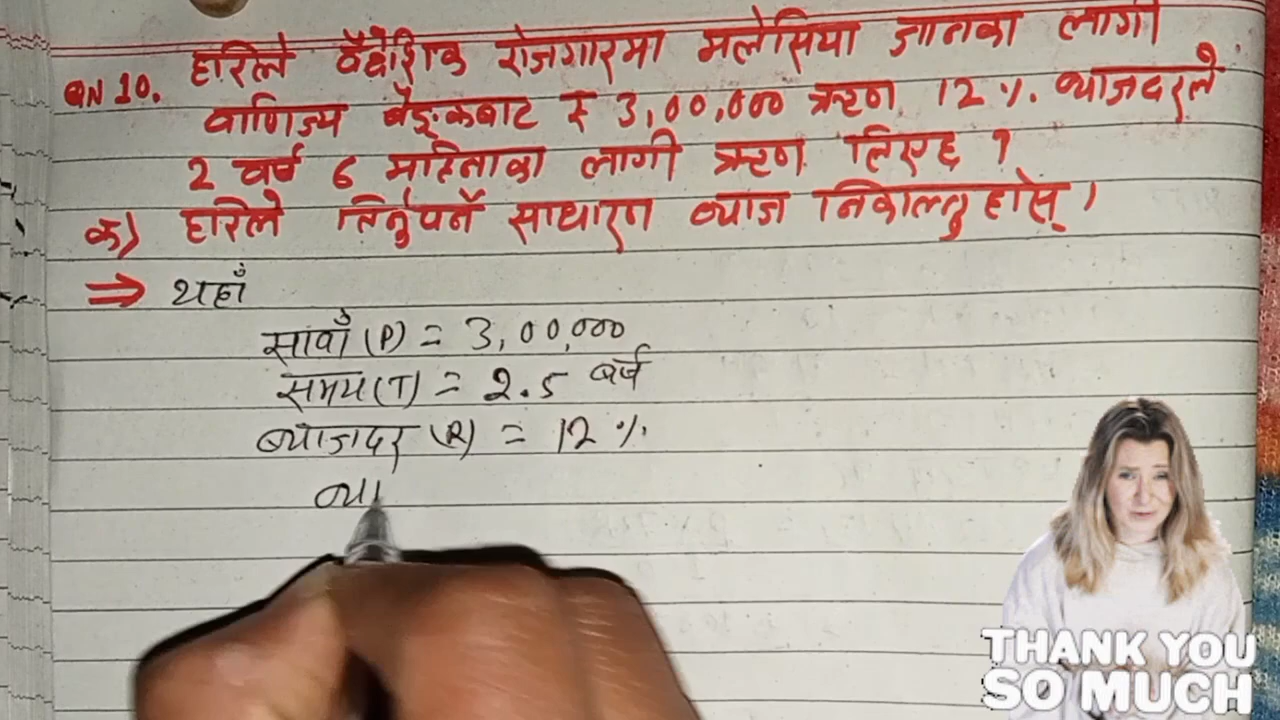 QN 10. हरिले वैदेशिक रोजगारमा मलेसिया जानका लागी
वाणिज्य बैङ्कबाट रु 3,00,000 ऋण 12 %. ब्याजदरले
2 वर्ष 6 महिनाका लागी ऋण लिएछ ?
क) हरिले तिर्नुपर्ने साधारण ब्याज निकाल्नुहोस् ।
⇒ यहाँ
सावाँ (P) = 3,00,000
समय (T) = 2.5 बर्ष
ब्याजदर (R) = 12 %.
ब्या
THANK YOU
SO MUCH